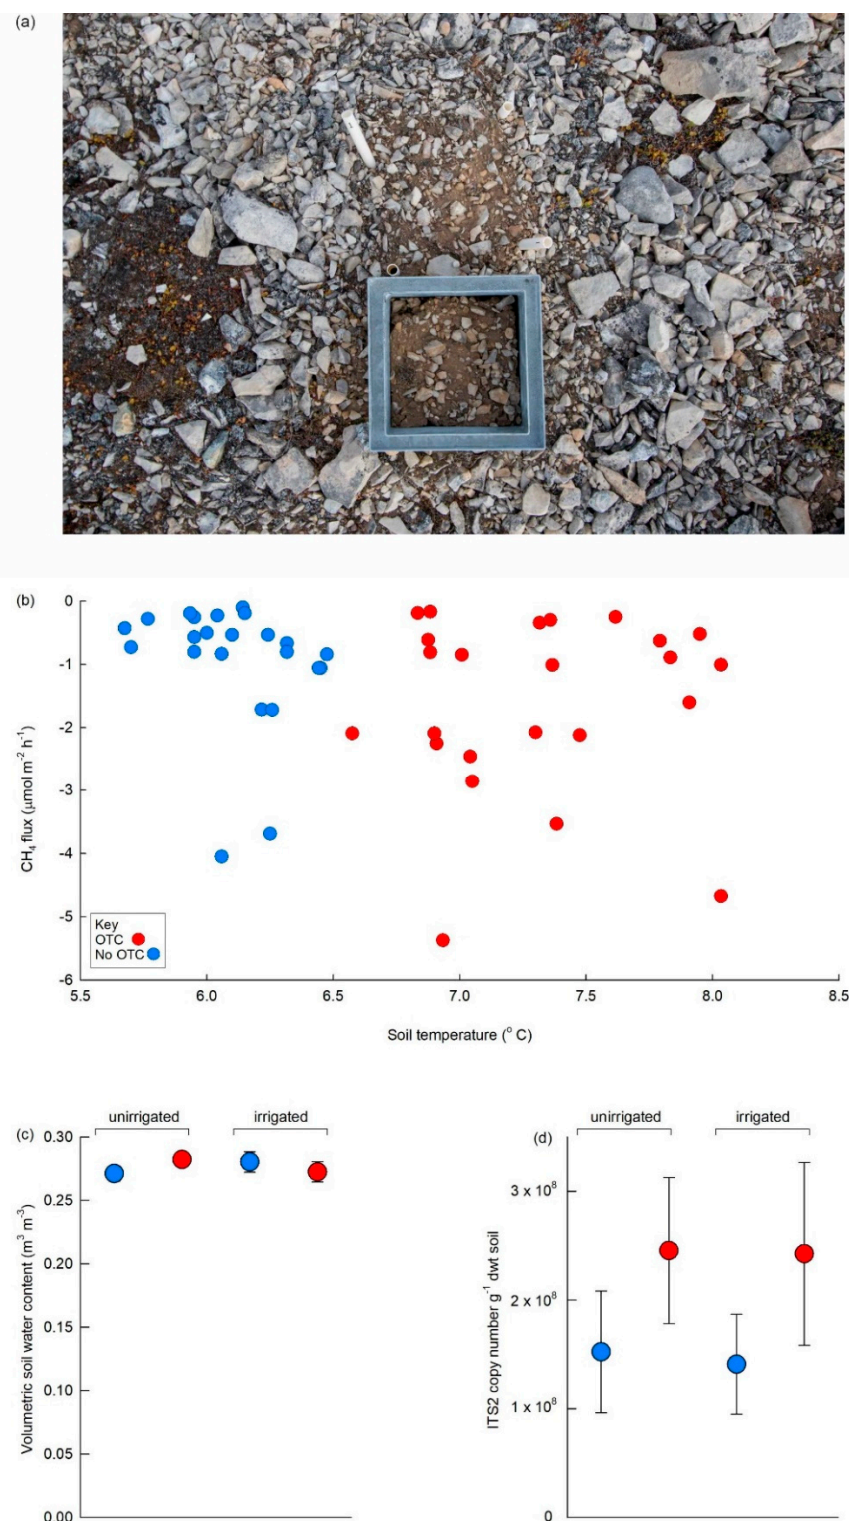 (a)
(b)
0
-1
-2
-3
-4
-5
-6
CH₄ flux (μmol m⁻² h⁻¹)
Key
OTC
No OTC
5.5 6.0 6.5 7.0 7.5 8.0 8.5
Soil temperature (° C)
(c)
unirrigated irrigated
0.30
0.25
0.20
0.15
0.10
0.05
0.00
Volumetric soil water content (m³ m⁻³)
(d)
unirrigated irrigated
3 x 10⁸
2 x 10⁸
1 x 10⁸
0
ITS2 copy number g⁻¹ dwt soil